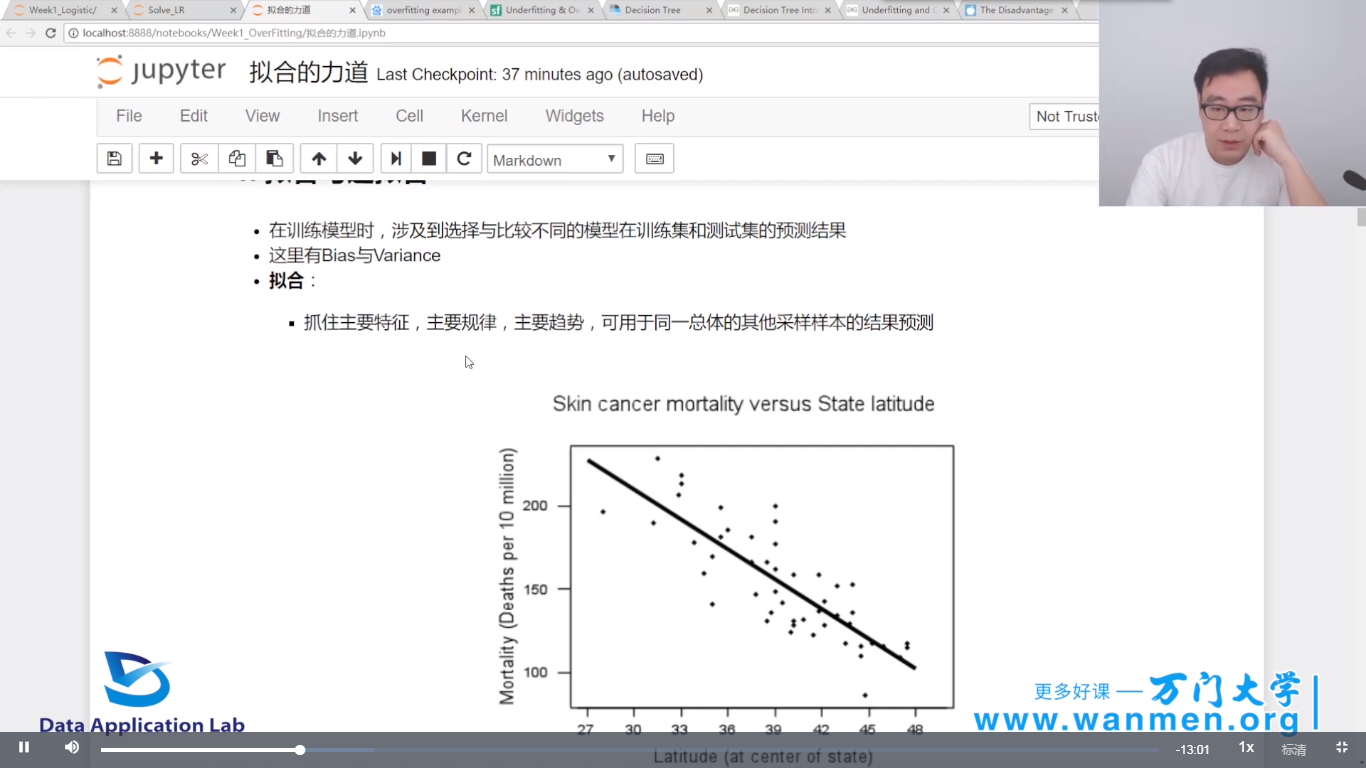 Week1_Logistic/
Solve_LR
拟合的力道
overfitting exampl
Underfitting & Ov
Decision Tree
Decision Tree Intr
Underfitting and O
The Disadvantage
localhost:8888/notebooks/Week1_OverFitting/拟合的力道.ipynb
jupyter 拟合的力道 Last Checkpoint: 37 minutes ago (autosaved)
File Edit View Insert Cell Kernel Widgets Help
Not Truste
Markdown
在训练模型时，涉及到选择与比较不同的模型在训练集和测试集的预测结果
这里有Bias与Variance
拟合：
抓住主要特征，主要规律，主要趋势，可用于同一总体的其他采样样本的结果预测
Skin cancer mortality versus State latitude
Mortality (Deaths per 10 million)
200
150
100
27 30 33 36 39 42 45 48
Latitude (at center of state)
Data Application Lab
更多好课 — 万门大学
www.wanmen.org
-13:01 1x 标清